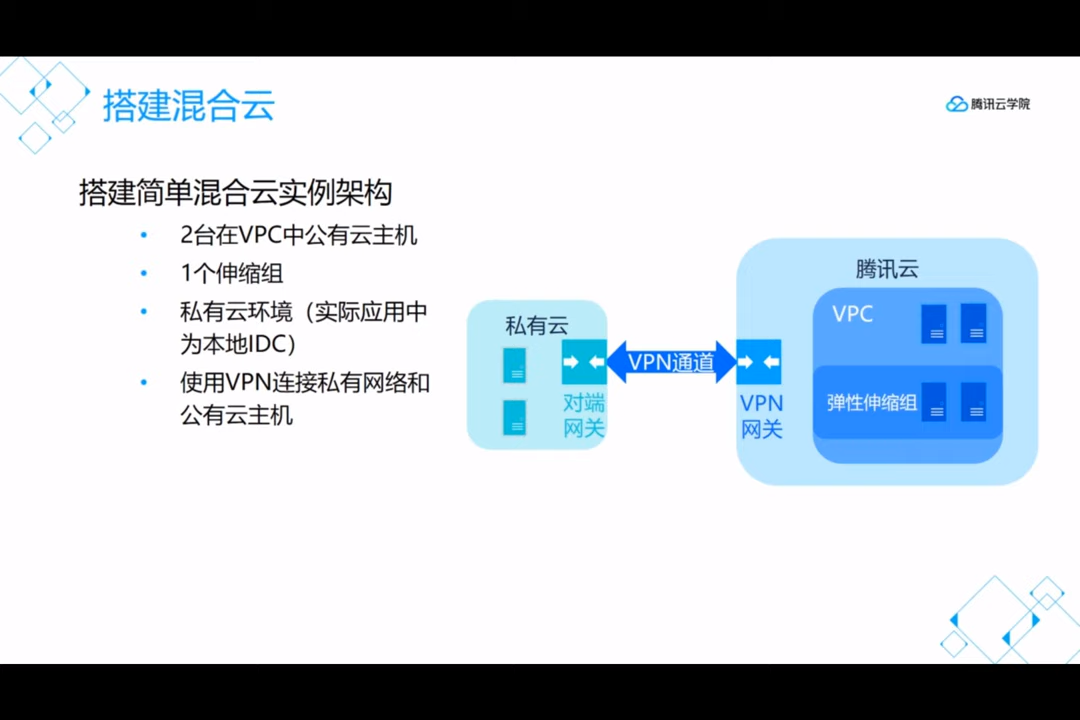 搭建混合云
腾讯云学院
搭建简单混合云实例架构
• 2台在VPC中公有云主机
• 1个伸缩组
• 私有云环境（实际应用中
为本地IDC）
• 使用VPN连接私有网络和
公有云主机
私有云
对端
网关
VPN通道
腾讯云
VPN
网关
VPC
弹性伸缩组